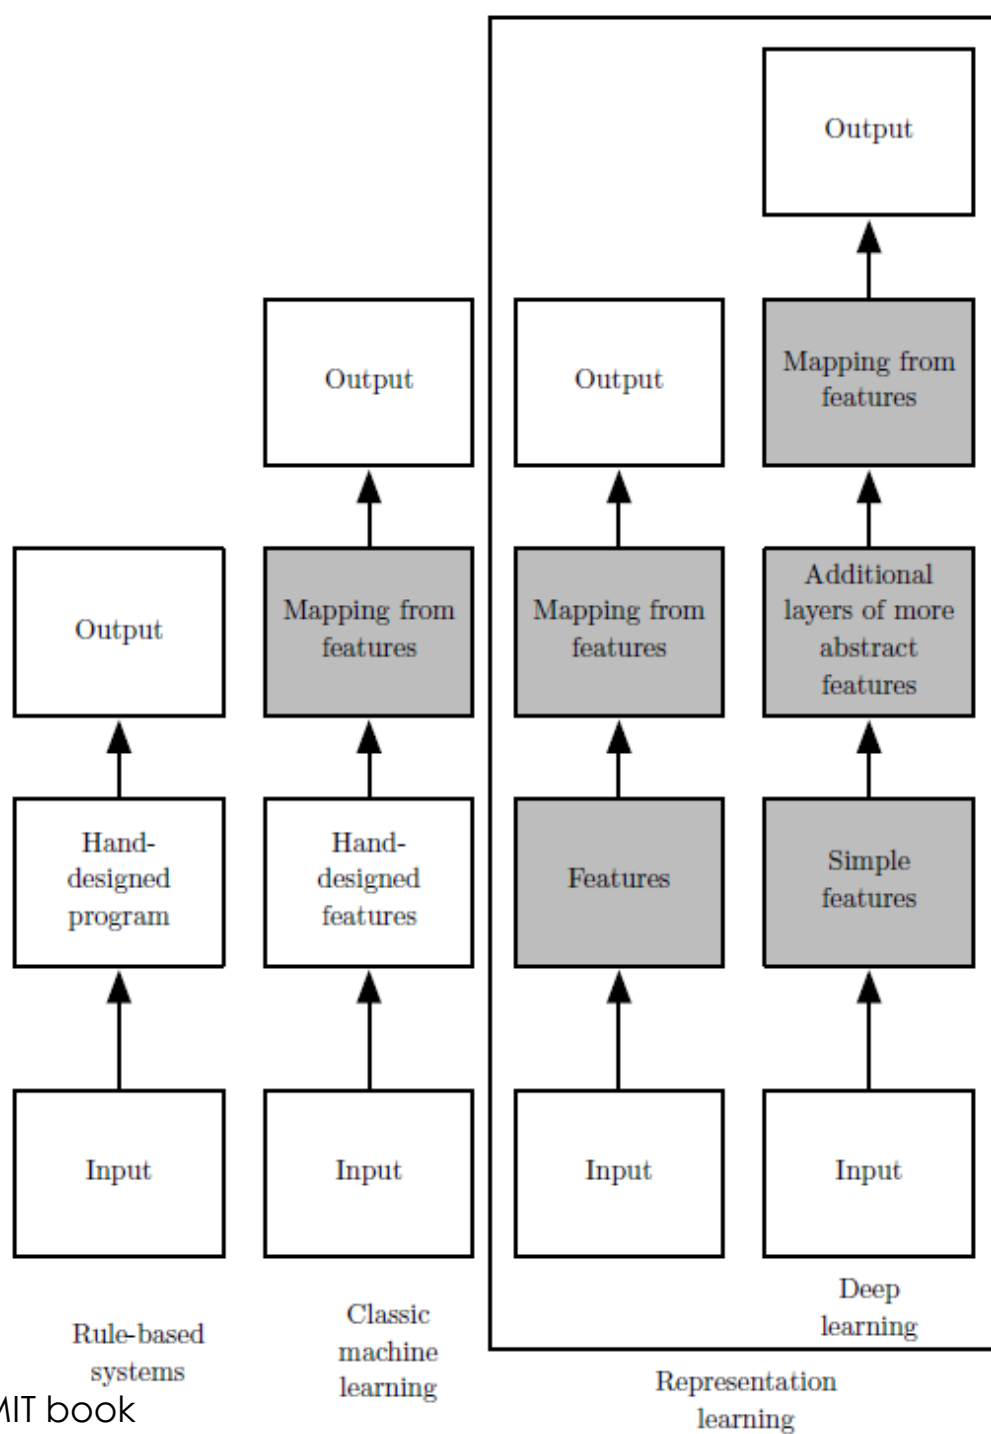 Output
Mapping from
features
Output
Output
Additional
layers of more
abstract
features
Mapping from
features
Mapping from
features
Output
Simple
features
Features
Hand-
designed
features
Hand-
designed
program
Input
Input
Input
Input
Deep
learning
Classic
machine
learning
Rule-based
systems
Representation
learning
MIT book